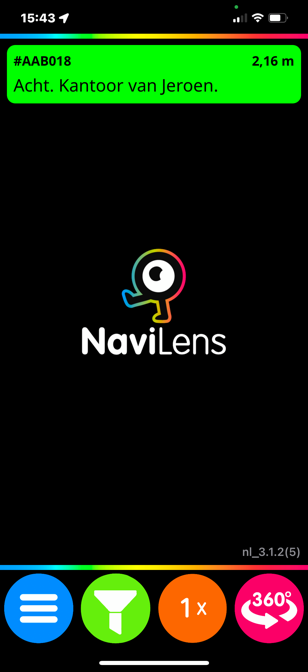 15:43
#AAB018 2,16 m
Acht. Kantoor van Jeroen.
NaviLens
nl_3.1.2(5)
1x 360°